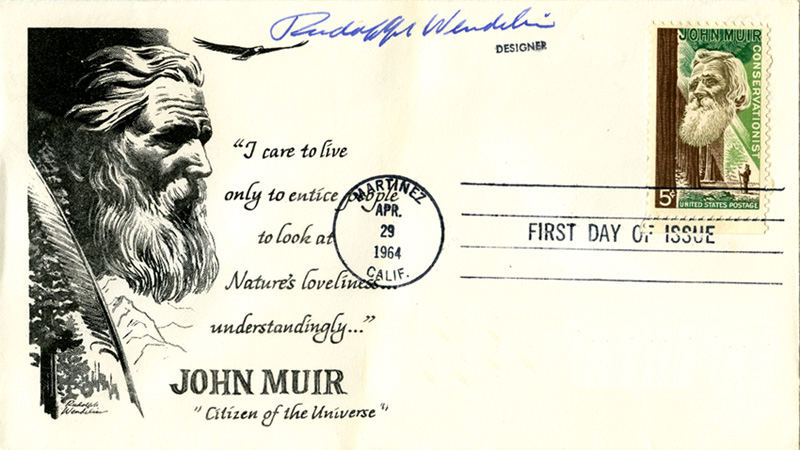 Rudolph Wendelin
DESIGNER
JOHN MUIR
CONSERVATIONIST
5¢
UNITED STATES POSTAGE
"I care to live
only to entice people
to look at
Nature's loveliness...
understandingly..."
MARTINEZ
APR.
29
1964
CALIF.
FIRST DAY OF ISSUE
JOHN MUIR
"Citizen of the Universe"
Rudolph
Wendelin